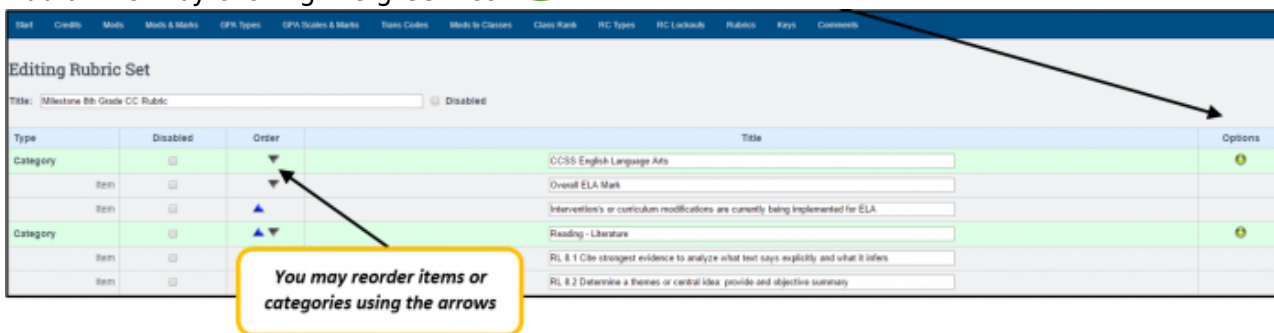 Start Credits Mods Mods & Marks GPA Types GPA Scales & Marks Trans Codes Mods to Classes Class Rank RC Types RC Lockouts Rubrics Keys Comments
Editing Rubric Set
Title: Milestone 8th Grade CC Rubric Disabled
Type Disabled Order Title Options
Category CCSS English Language Arts
Item Overall ELA Mark
Item Intervention's or curriculum modifications are currently being implemented for ELA
Category Reading - Literature
Item RL 8.1 Cite strongest evidence to analyze what text says explicitly and what it infers
Item RL 8.2 Determine a themes or central idea: provide and objective summary
You may reorder items or
categories using the arrows